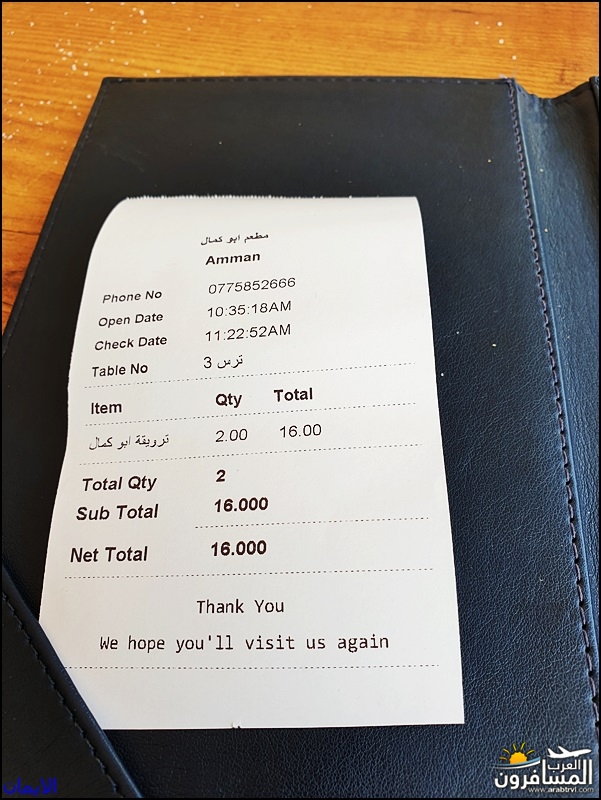 مطعم ابو كمال
Amman
Phone No 0775852666
Open Date 10:35:18AM
Check Date 11:22:52AM
Table No ترس 3
Item Qty Total
ترويقة ابو كمال 2.00 16.00
Total Qty 2
Sub Total 16.000
Net Total 16.000
Thank You
We hope you'll visit us again
العرب
المسافرون
www.arabtrvl.com
الايمان